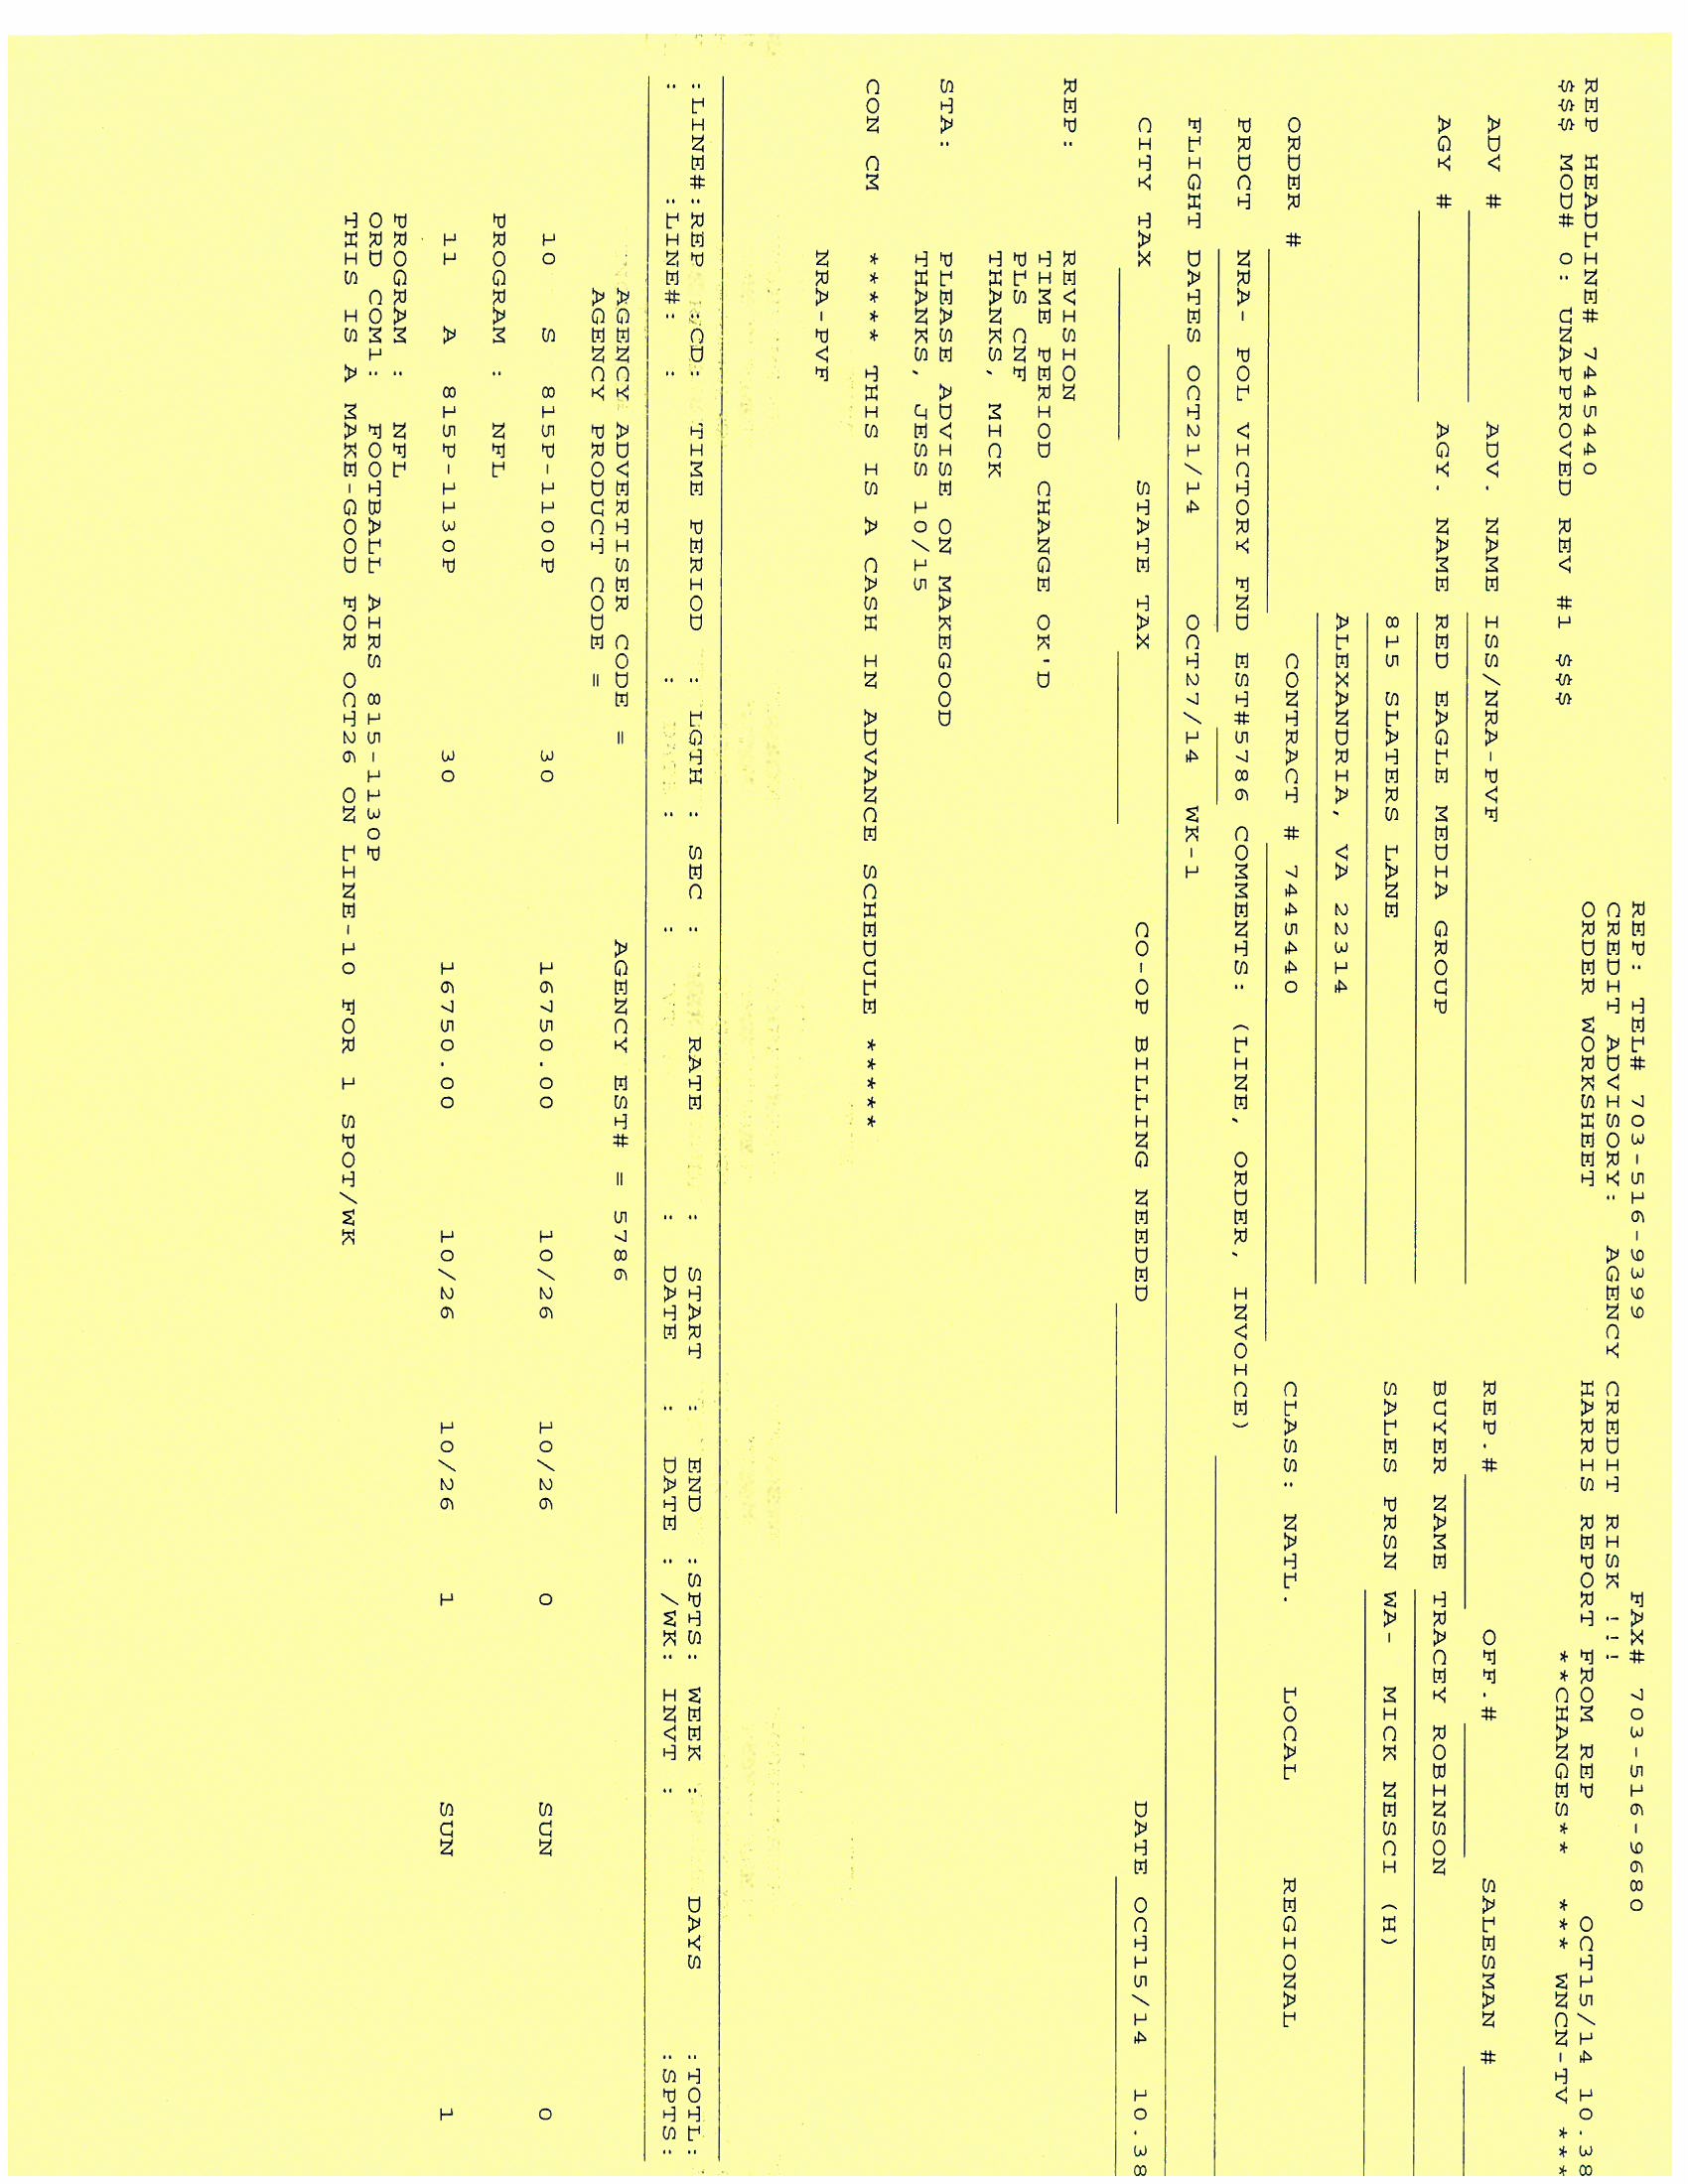 REP: TEL# 703-516-9399 FAX# 703-516-9680
CREDIT ADVISORY: AGENCY CREDIT RISK !!!
REP HEADLINE# 7445440 ORDER WORKSHEET HARRIS REPORT FROM REP OCT15/14 10.38
$$$ MOD# 0: UNAPPROVED REV #1 $$$ **CHANGES** *** WNCN-TV ***
ADV # ADV. NAME ISS/NRA-PVF REP.# OFF.# SALESMAN #
AGY # AGY. NAME RED EAGLE MEDIA GROUP BUYER NAME TRACEY ROBINSON
815 SLATERS LANE SALES PRSN WA- MICK NESCI (H)
ALEXANDRIA, VA 22314
ORDER # CONTRACT # 7445440 CLASS: NATL. LOCAL REGIONAL
PRDCT NRA- POL VICTORY FND EST#5786 COMMENTS: (LINE, ORDER, INVOICE)
FLIGHT DATES OCT21/14 OCT27/14 WK-1
CITY TAX STATE TAX CO-OP BILLING NEEDED DATE OCT15/14 10.38
REP: REVISION
TIME PERIOD CHANGE OK'D
PLS CNF
THANKS, MICK
STA: PLEASE ADVISE ON MAKEGOOD
THANKS, JESS 10/15
CON CM ***** THIS IS A CASH IN ADVANCE SCHEDULE *****
NRA-PVF
:LINE#:REP :CD: TIME PERIOD : LGTH : SEC : RATE : START : END :SPTS: WEEK : DAYS :TOTL:
: :LINE#: : : : : : DATE : DATE : /WK: INVT : :SPTS:
AGENCY ADVERTISER CODE = AGENCY EST# = 5786
AGENCY PRODUCT CODE =
10 S 815P-1100P 30 16750.00 10/26 10/26 0 SUN 0
PROGRAM : NFL
11 A 815P-1130P 30 16750.00 10/26 10/26 1 SUN 1
PROGRAM : NFL
ORD COM1: FOOTBALL AIRS 815-1130P
THIS IS A MAKE-GOOD FOR OCT26 ON LINE-10 FOR 1 SPOT/WK